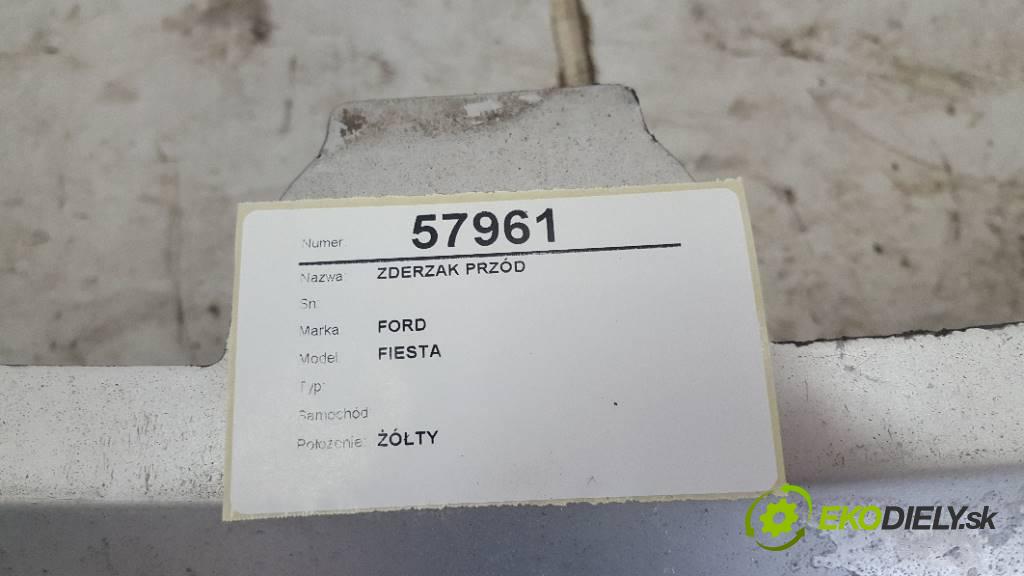 Numer: 57961
Nazwa: ZDERZAK PRZÓD
Sn:
Marka FORD
Model: FIESTA
Typ:
Samochód
Położenie: ŻÓŁTY
EKODIELY.sk